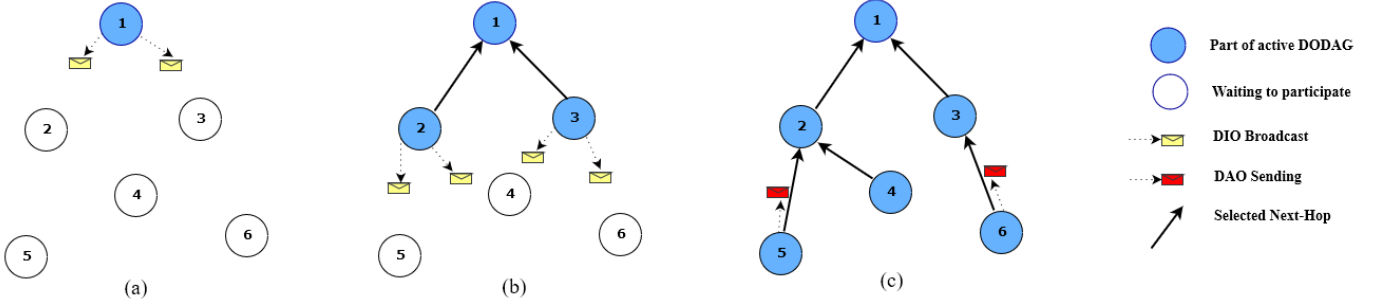 1
2
3
4
5
6
(a)
1
2
3
4
5
6
(b)
1
2
3
4
5
6
(c)
Part of active DODAG
Waiting to participate
DIO Broadcast
DAO Sending
Selected Next-Hop